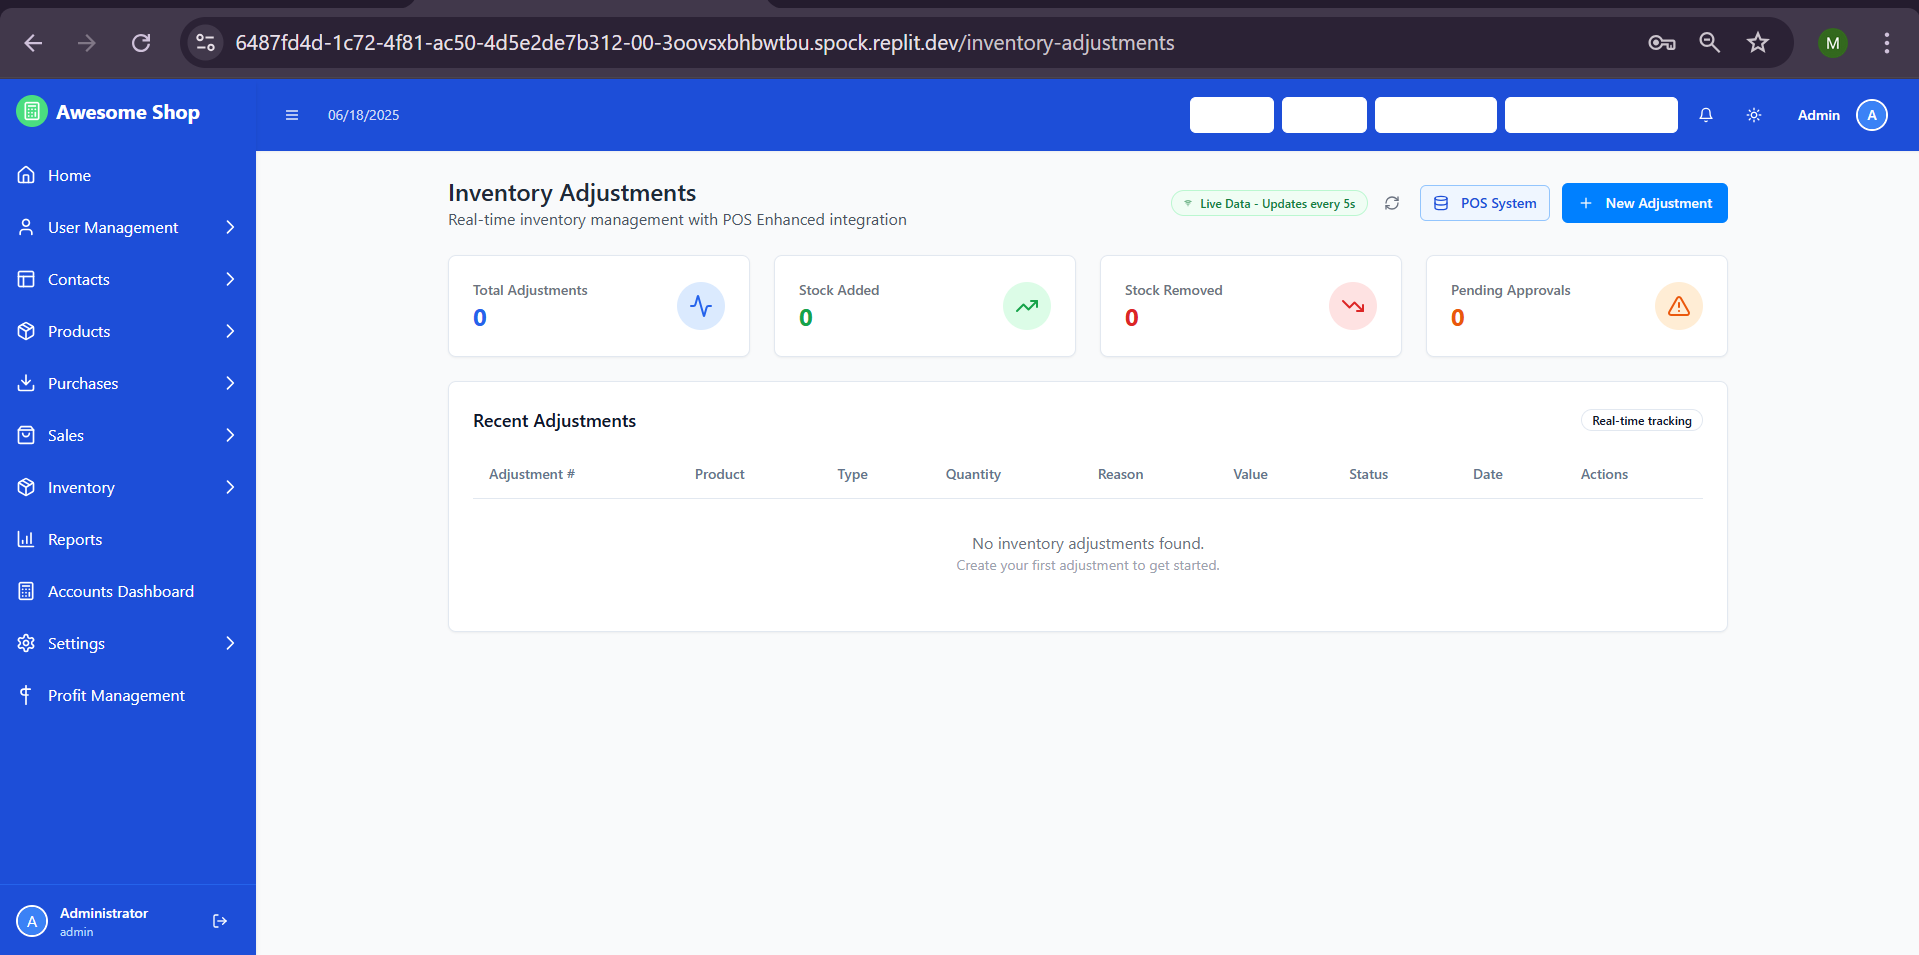 6487fd4d-1c72-4f81-ac50-4d5e2de7b312-00-3oovsxbhbwtbu.spock.replit.dev/inventory-adjustments
M
Awesome Shop
06/18/2025
Admin
A
Home
User Management
Contacts
Products
Purchases
Sales
Inventory
Reports
Accounts Dashboard
Settings
Profit Management
A
Administrator
admin
Inventory Adjustments
Real-time inventory management with POS Enhanced integration
Live Data - Updates every 5s
POS System
New Adjustment
Total Adjustments
0
Stock Added
0
Stock Removed
0
Pending Approvals
0
Recent Adjustments
Real-time tracking
Adjustment # Product Type Quantity Reason Value Status Date Actions
No inventory adjustments found.
Create your first adjustment to get started.